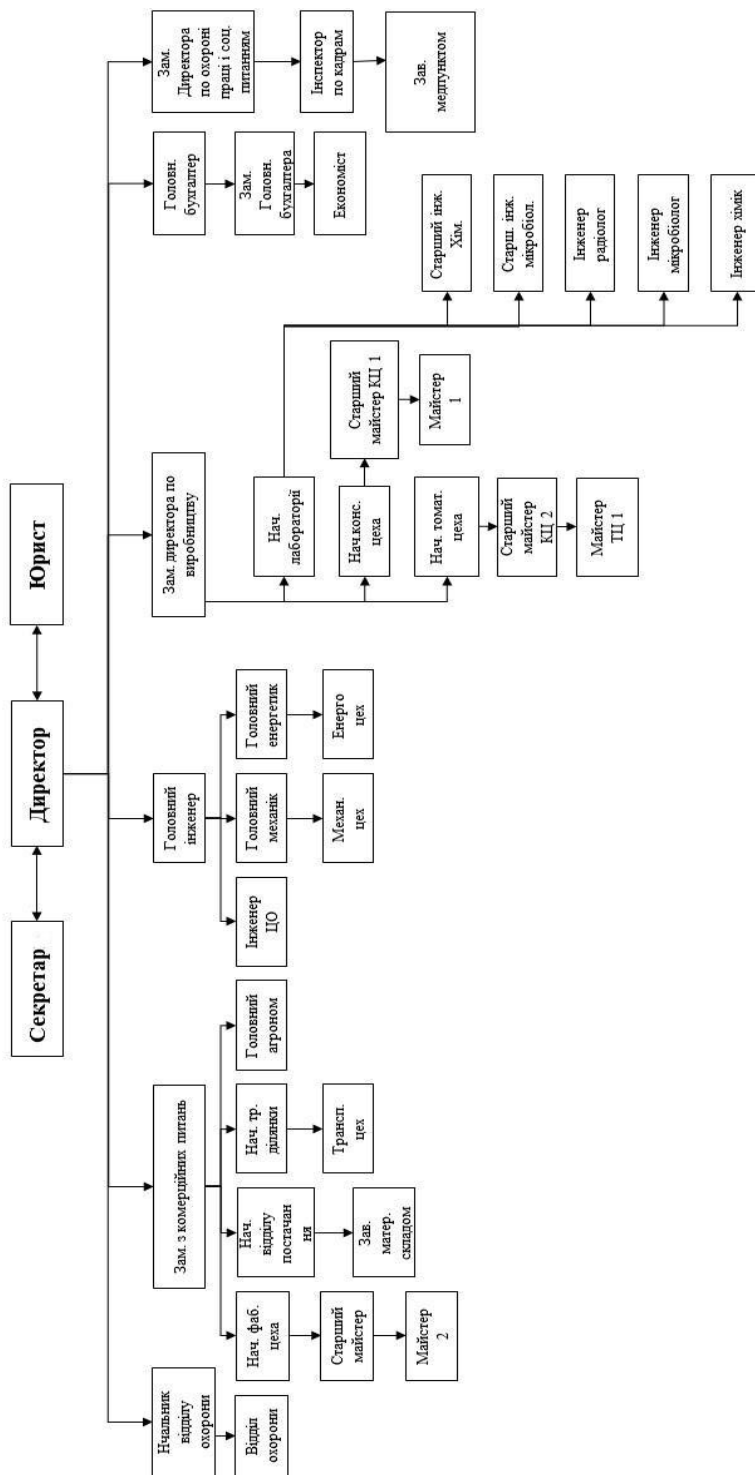 Секретар
Директор
Юрист
Нчальник
відділу
охорони
Зам. з комерційних питань
Головний
інженер
Зам. директора по
виробництву
Головн.
бухгалтер
Зам.
Директора
по охороні
праці і соц.
питанням
Відділ
охорони
Нач. фаб.
цеха
Нач.
відділу
постачан
ня
Нач. тр.
ділянки
Головний
агроном
Інженер
ЦО
Головний
механік
Головний
енергетик
Зам.
Головн.
бухгалтера
Інспектор
по кадрам
Старший
майстер
Зав.
матер.
складом
Трансп.
цех
Механ.
цех
Енерго
цех
Економіст
Зав.
медпунктом
Майстер
2
Нач.
лабораторії
Нач.конс.
цеха
Старший
майстер КЦ 1
Майстер
1
Нач. томат.
цеха
Старший
майстер
КЦ 2
Майстер
ТЦ 1
Старший інж.
Хім.
Старш. інж.
мікробіол.
Інженер
радіолог
Інженер
мікробіолог
Інженер хімік